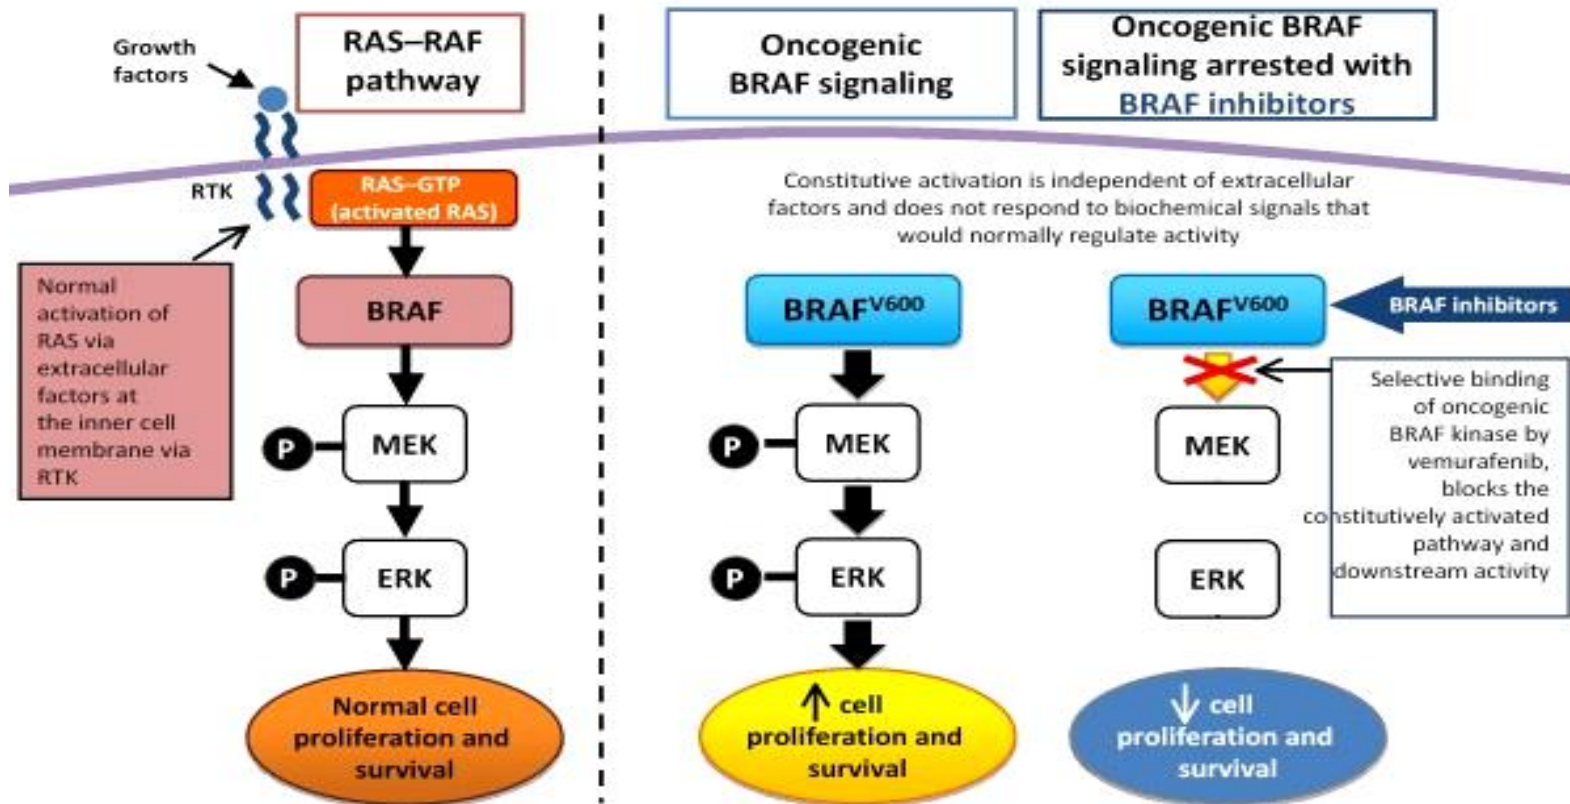 Growth
factors
RAS–RAF
pathway
RTK
RAS–GTP
(activated RAS)
Normal
activation of
RAS via
extracellular
factors at
the inner cell
membrane via
RTK
BRAF
P
MEK
P
ERK
Normal cell
proliferation and
survival
Oncogenic
BRAF signaling
Oncogenic BRAF
signaling arrested with
BRAF inhibitors
Constitutive activation is independent of extracellular
factors and does not respond to biochemical signals that
would normally regulate activity
BRAFV600
P
MEK
P
ERK
↑ cell
proliferation and
survival
BRAFV600
BRAF inhibitors
MEK
ERK
Selective binding
of oncogenic
BRAF kinase by
vemurafenib,
blocks the
constitutively activated
pathway and
downstream activity
↓ cell
proliferation and
survival